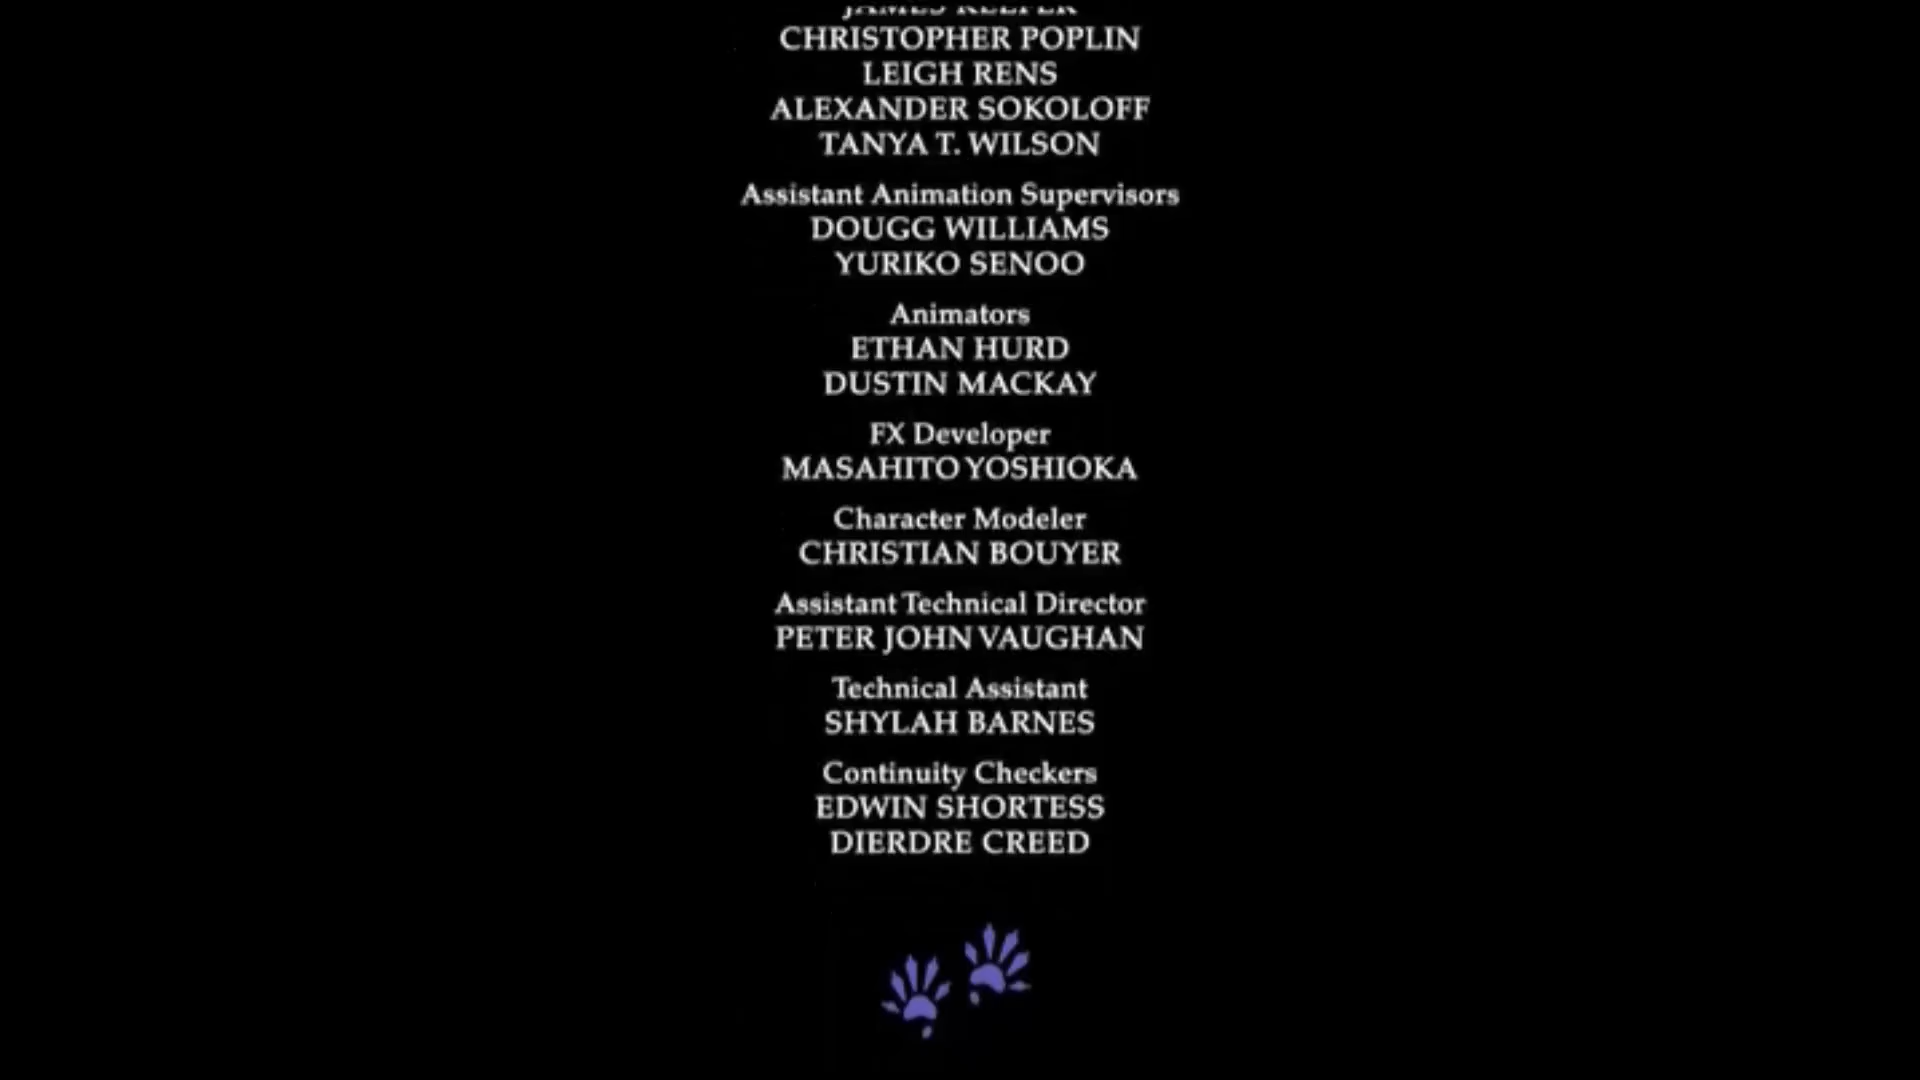 CHRISTOPHER POPLIN
LEIGH RENS
ALEXANDER SOKOLOFF
TANYA T. WILSON
Assistant Animation Supervisors
DOUGG WILLIAMS
YURIKO SENOO
Animators
ETHAN HURD
DUSTIN MACKAY
FX Developer
MASAHITO YOSHIOKA
Character Modeler
CHRISTIAN BOUYER
Assistant Technical Director
PETER JOHN VAUGHAN
Technical Assistant
SHYLAH BARNES
Continuity Checkers
EDWIN SHORTESS
DIERDRE CREED